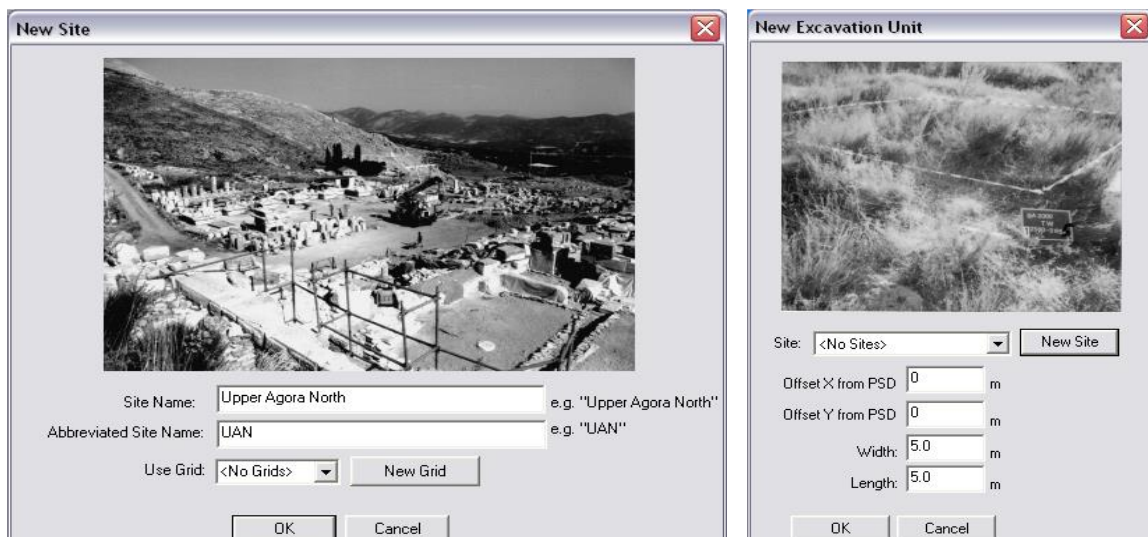 New Site
Site Name: Upper Agora North e.g. "Upper Agora North"
Abbreviated Site Name: UAN e.g. "UAN"
Use Grid: <No Grids> New Grid
OK Cancel
New Excavation Unit
Site: <No Sites> New Site
Offset X from PSD 0 m
Offset Y from PSD 0 m
Width: 5.0 m
Length: 5.0 m
OK Cancel